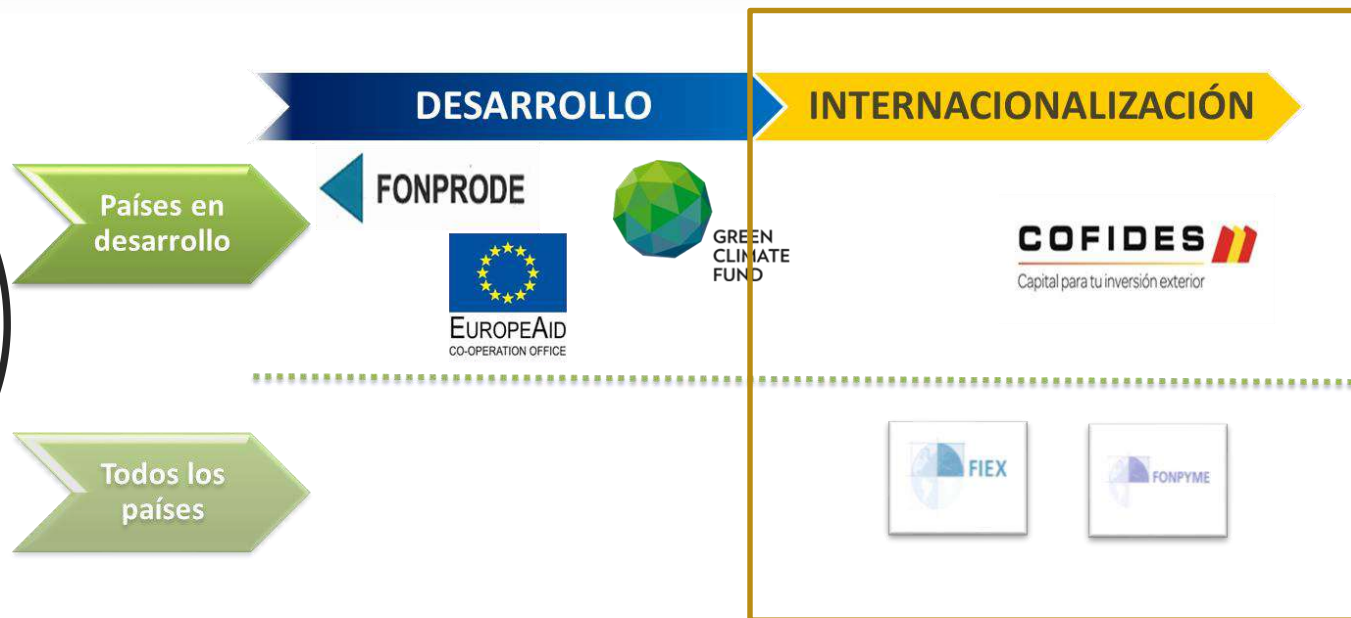 DESARROLLO
INTERNACIONALIZACIÓN
Países en
desarrollo
FONPRODE
GREEN
CLIMATE
FUND
EUROPEAID
CO-OPERATION OFFICE
COFIDES
Capital para tu inversión exterior
Todos los
países
FIEX
FONPYME